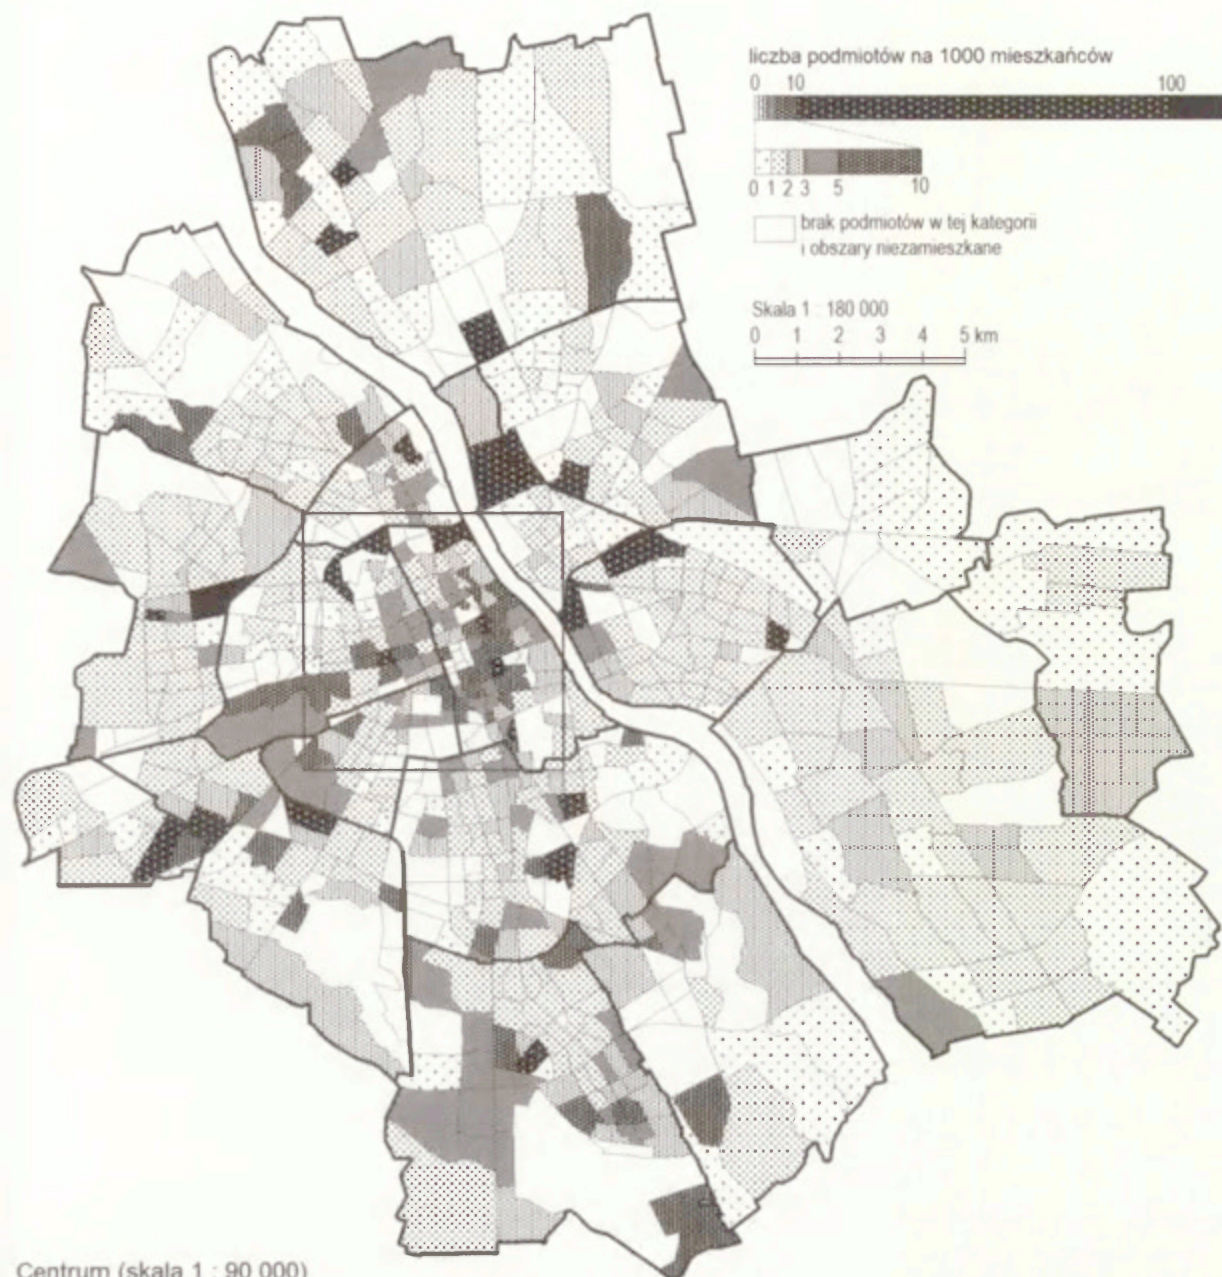 liczba podmiotów na 1000 mieszkańców
0 10 100
0 1 2 3 5 10
brak podmiotów w tej kategorii
i obszary niezamieszkane
Skala 1 : 180 000
0 1 2 3 4 5 km
Centrum (skala 1 : 90 000)